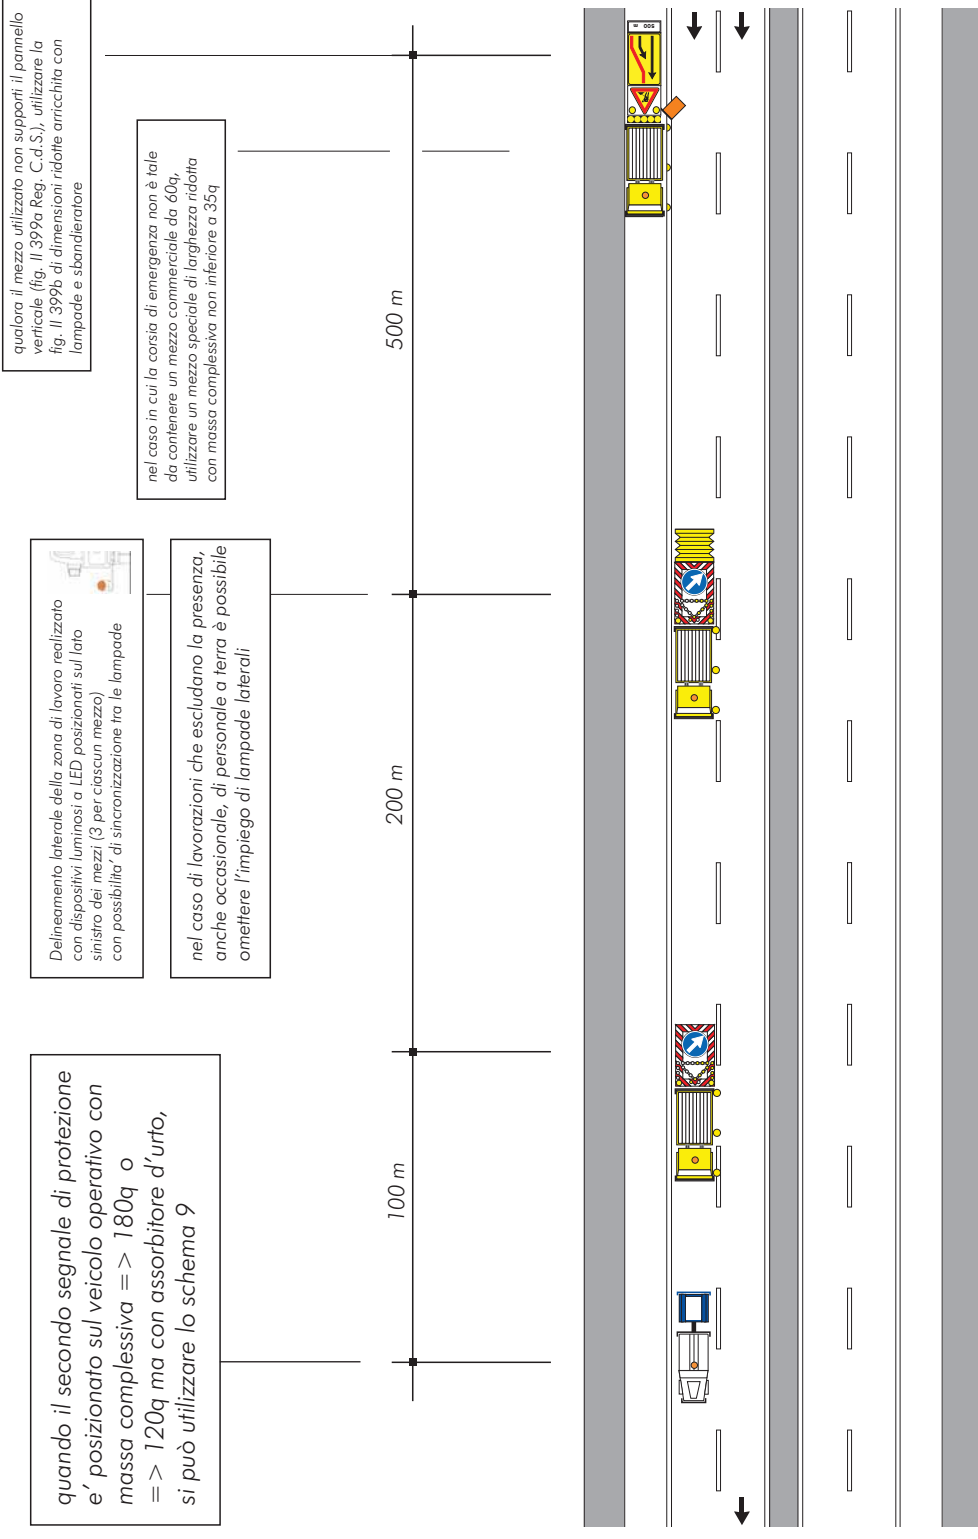 qualora il mezzo utilizzato non supporti il pannello
verticale (fig. II 399a Reg. C.d.S.), utilizzare la
fig. II 399b di dimensioni ridotte arricchita con
lampade e sbandieratore
nel caso in cui la corsia di emergenza non è tale
da contenere un mezzo commerciale da 60q,
utilizzare un mezzo speciale di larghezza ridotta
con massa complessiva non inferiore a 35q
Delineamento laterale della zona di lavoro realizzato
con dispositivi luminosi a LED posizionati sul lato
sinistro dei mezzi (3 per ciascun mezzo)
con possibilita' di sincronizzazione tra le lampade
nel caso di lavorazioni che escludano la presenza,
anche occasionale, di personale a terra è possibile
omettere l'impiego di lampade laterali
quando il secondo segnale di protezione
e' posizionato sul veicolo operativo con
massa complessiva => 180q o
=> 120q ma con assorbitore d'urto,
si può utilizzare lo schema 9
500 m
200 m
100 m
500 m